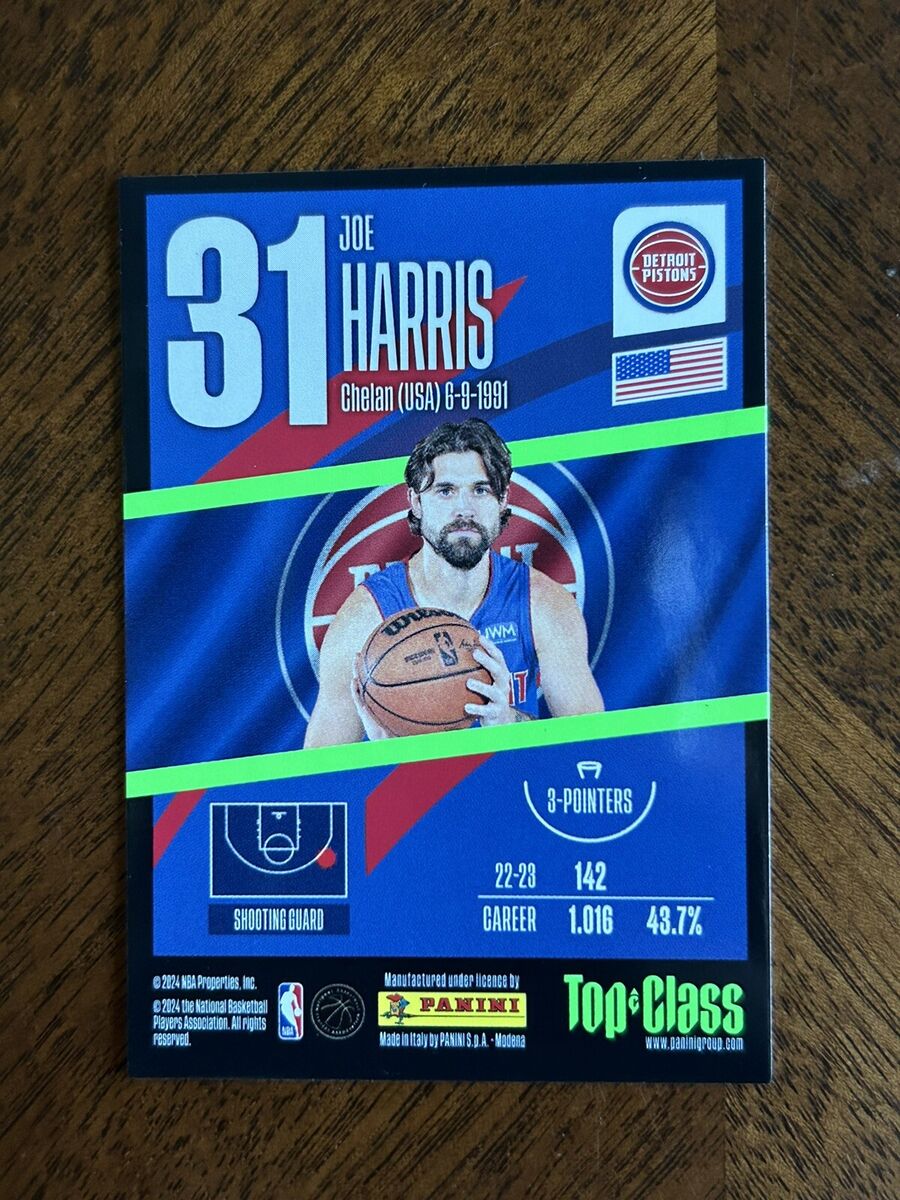 31
JOE
HARRIS
Chelan (USA) 6-9-1991
DETROIT
PISTONS
Wilson
UWM
3-POINTERS
22-23 142
CAREER 1.016 43.7%
SHOOTING GUARD
© 2024 NBA Properties, Inc.
© 2024 the National Basketball
Players Association. All rights
reserved.
NBA
Manufactured under licence by
PANINI
Made in Italy by PANINI S.p.A. - Modena
Top Class
www.paninigroup.com